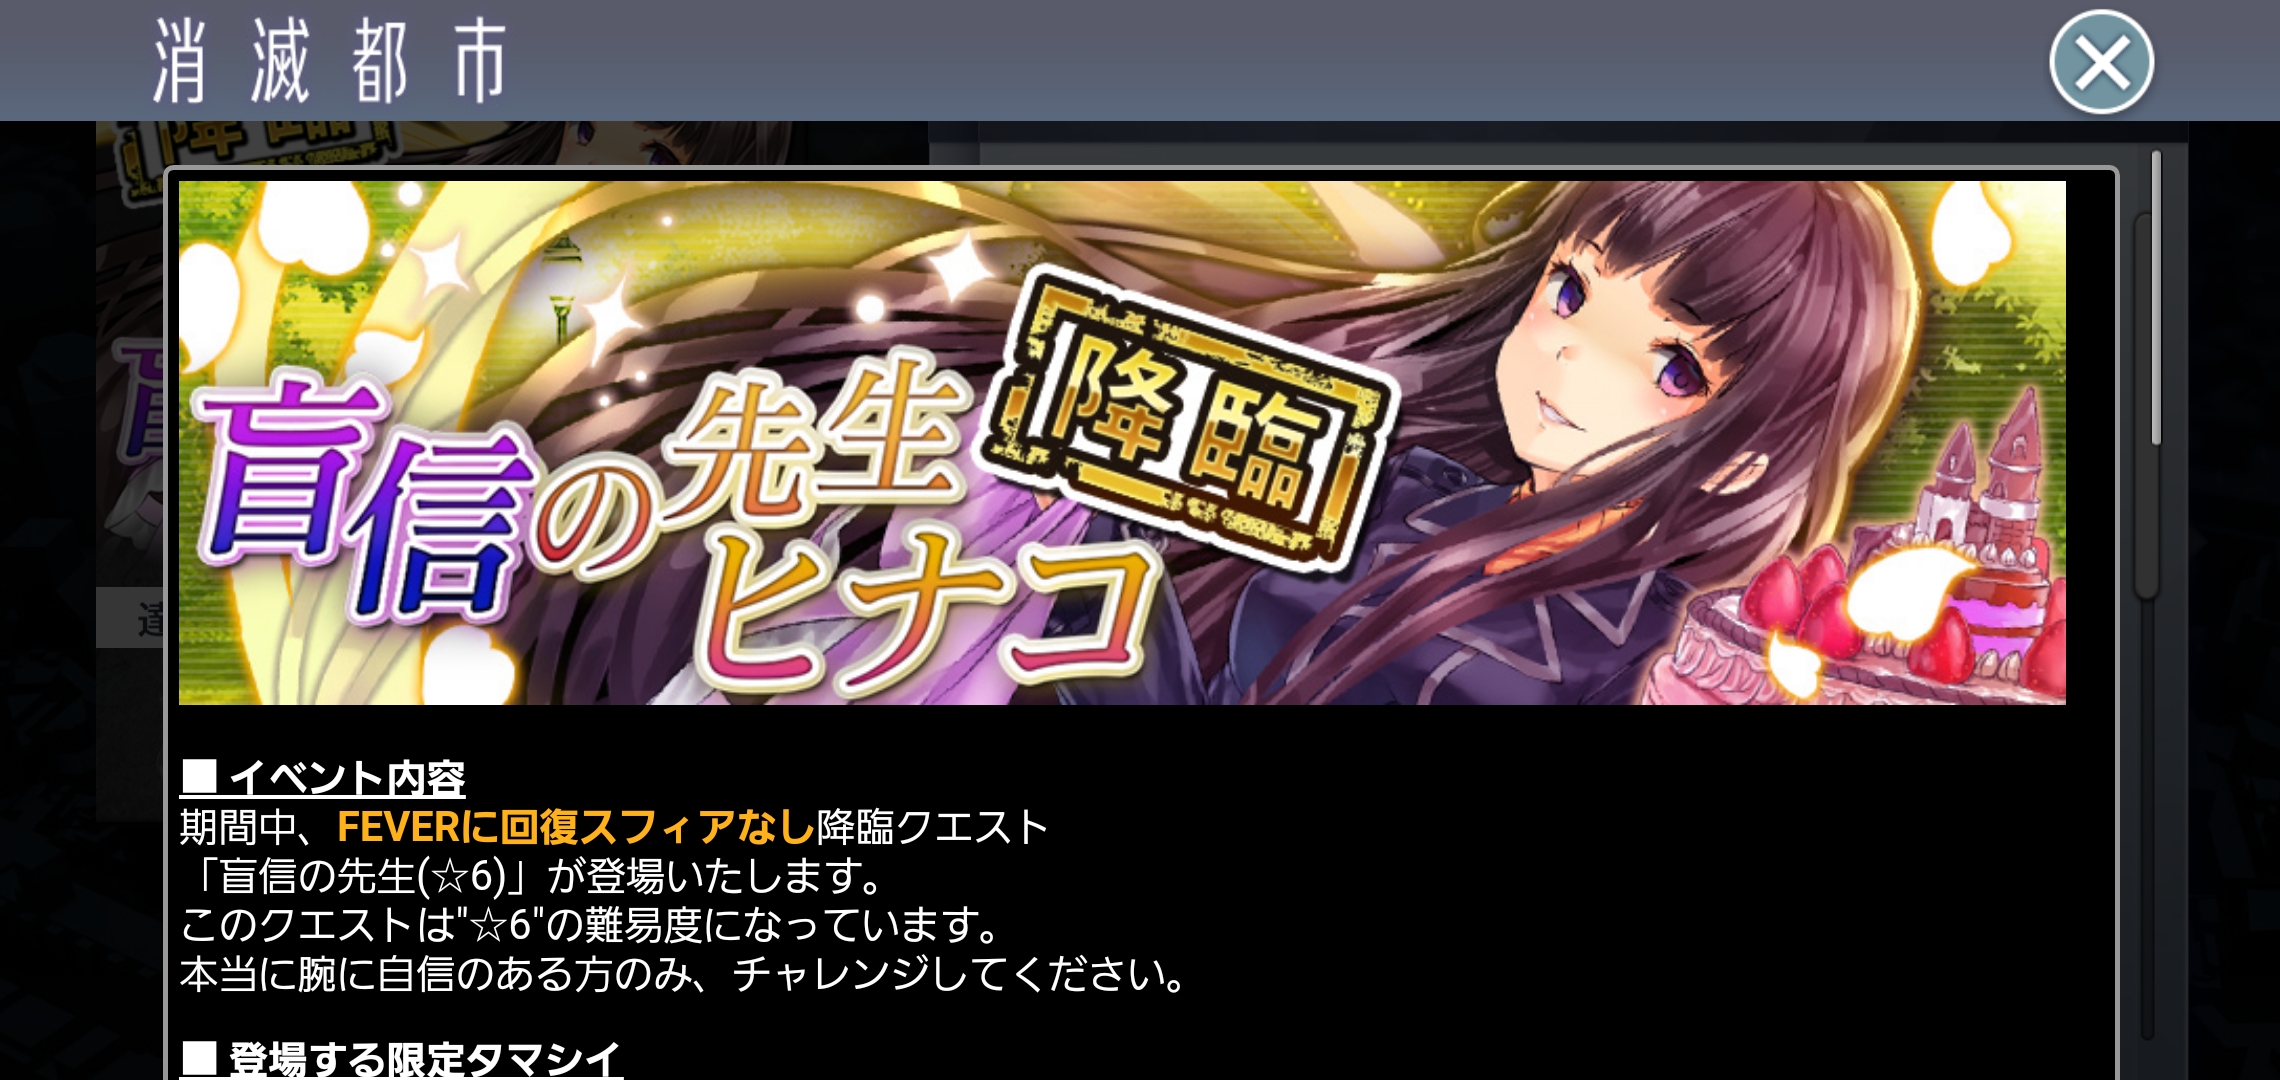 消滅都市
盲信の先生
ヒナコ
降臨
■ イベント内容
期間中、FEVERに回復スフィアなし降臨クエスト
「盲信の先生(☆6)」が登場いたします。
このクエストは"☆6"の難易度になっています。
本当に腕に自信のある方のみ、チャレンジしてください。
■ 登場する限定タマシイ